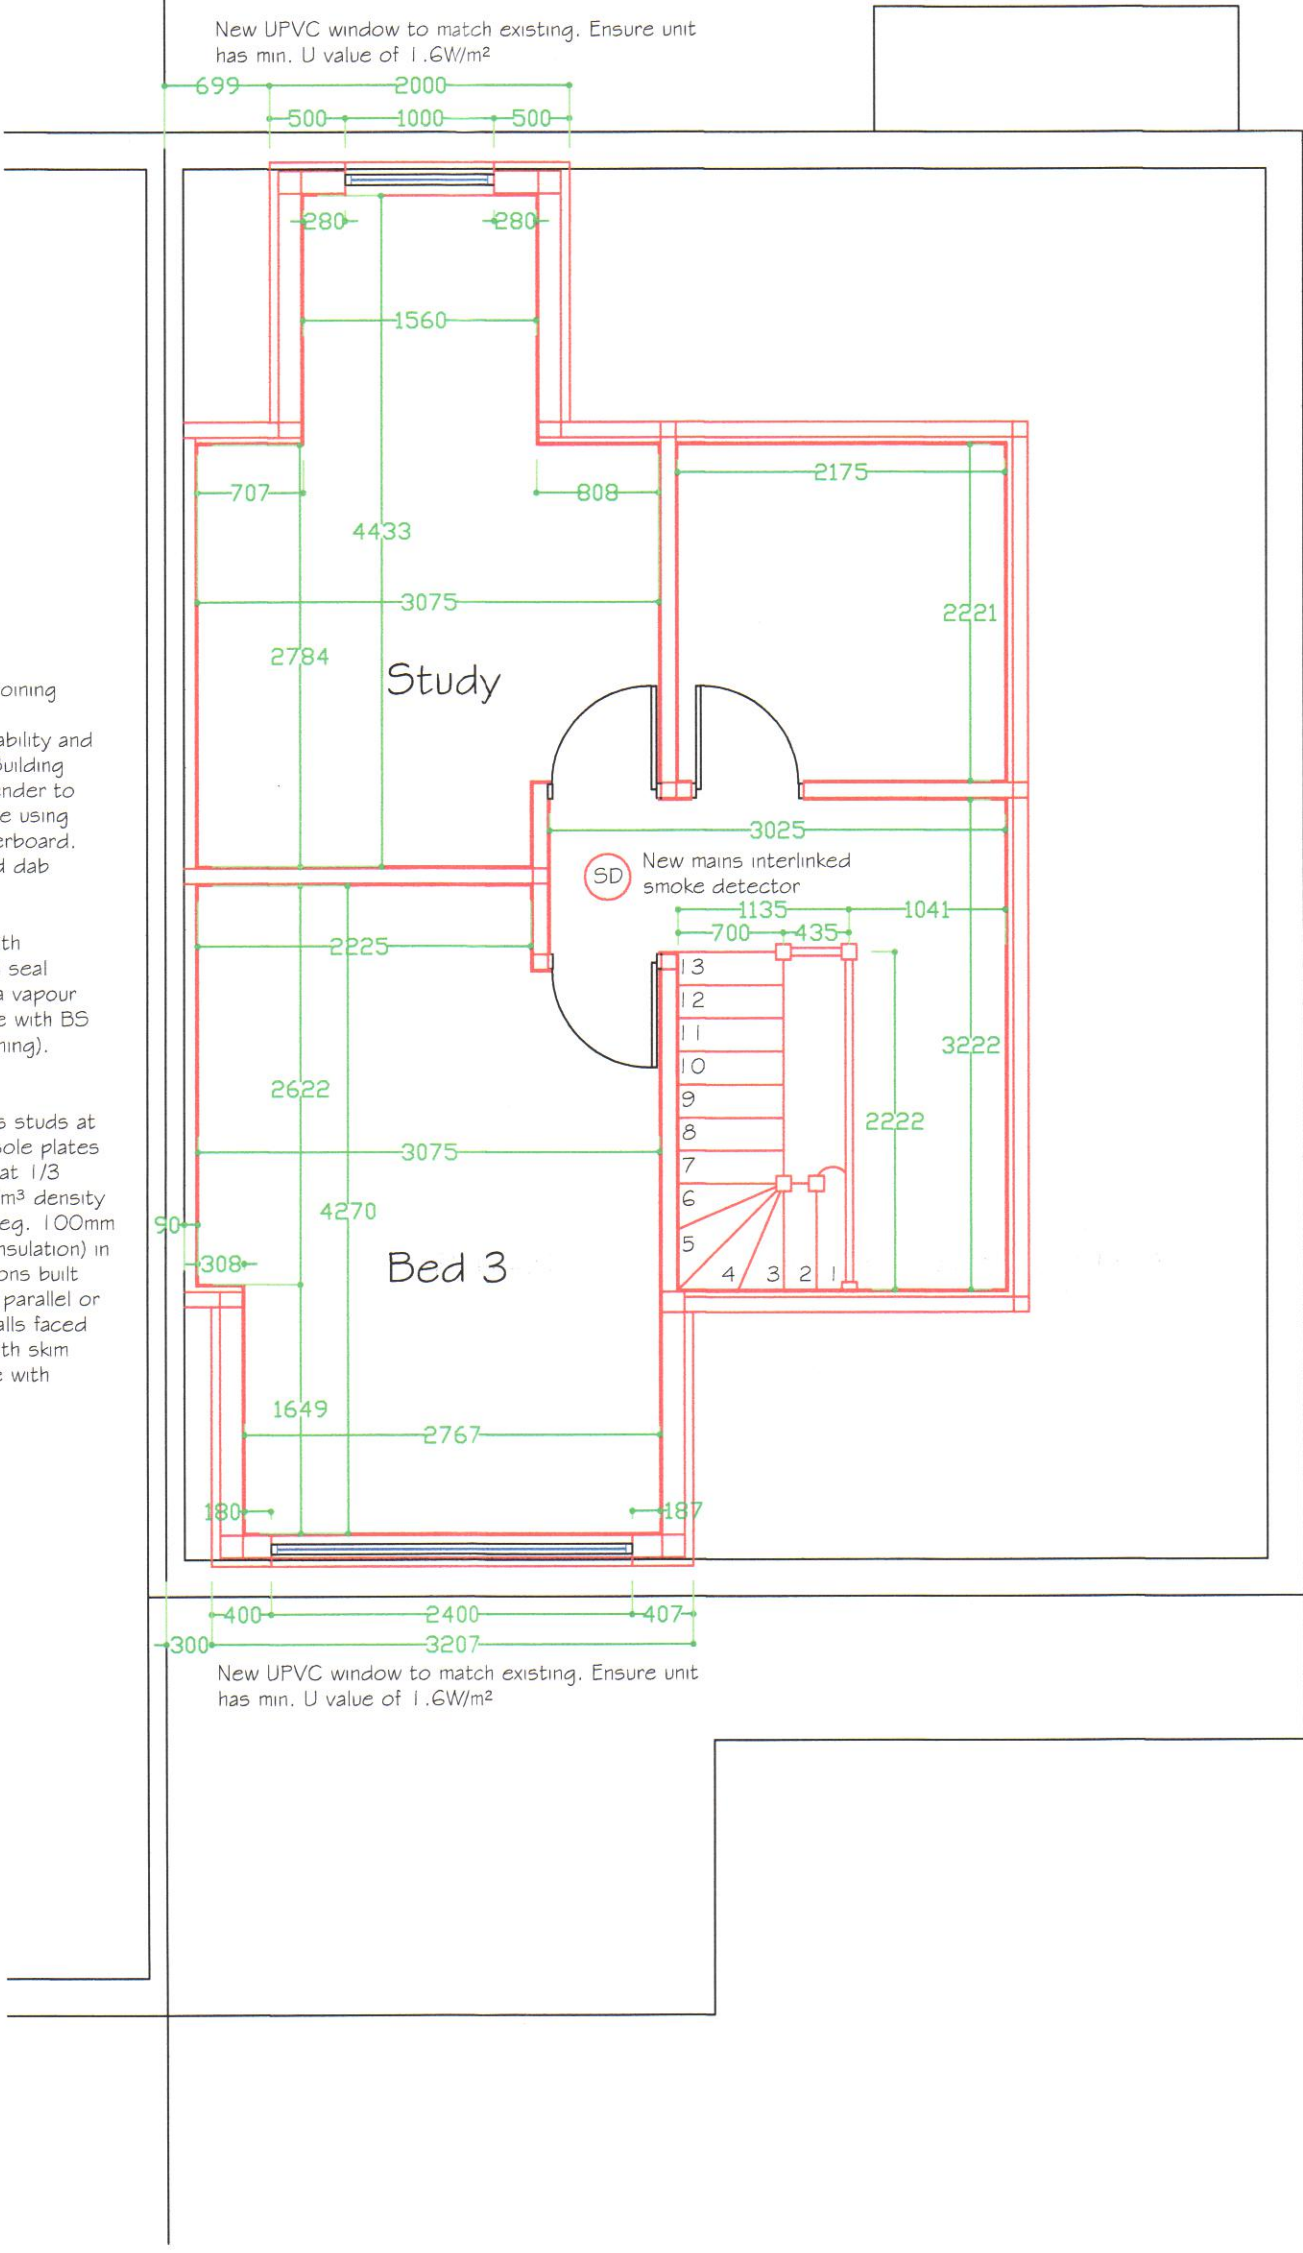 New UPVC window to match existing. Ensure unit
has min. U value of 1.6W/m²
699 2000
500 1000 500
280 280
1560
707 808 2175
4433
3075 2221
2784
Study
3025
SD New mains interlinked
smoke detector
1135 1041
700 435
2225
13
12
11
10
9
8
7
6
5
4 3 2 1
3222
2622
2222
3075
4270
90
308
Bed 3
1649
2767
180 187
400 2400 407
300 3207
New UPVC window to match existing. Ensure unit
has min. U value of 1.6W/m²
oining
ability and
building
ender to
e using
erboard.
d dab
th
seal
a vapour
e with BS
ning).
s studs at
sole plates
at 1/3
m³ density
eg. 100mm
nsulation) in
ons built
parallel or
alls faced
th skim
e with